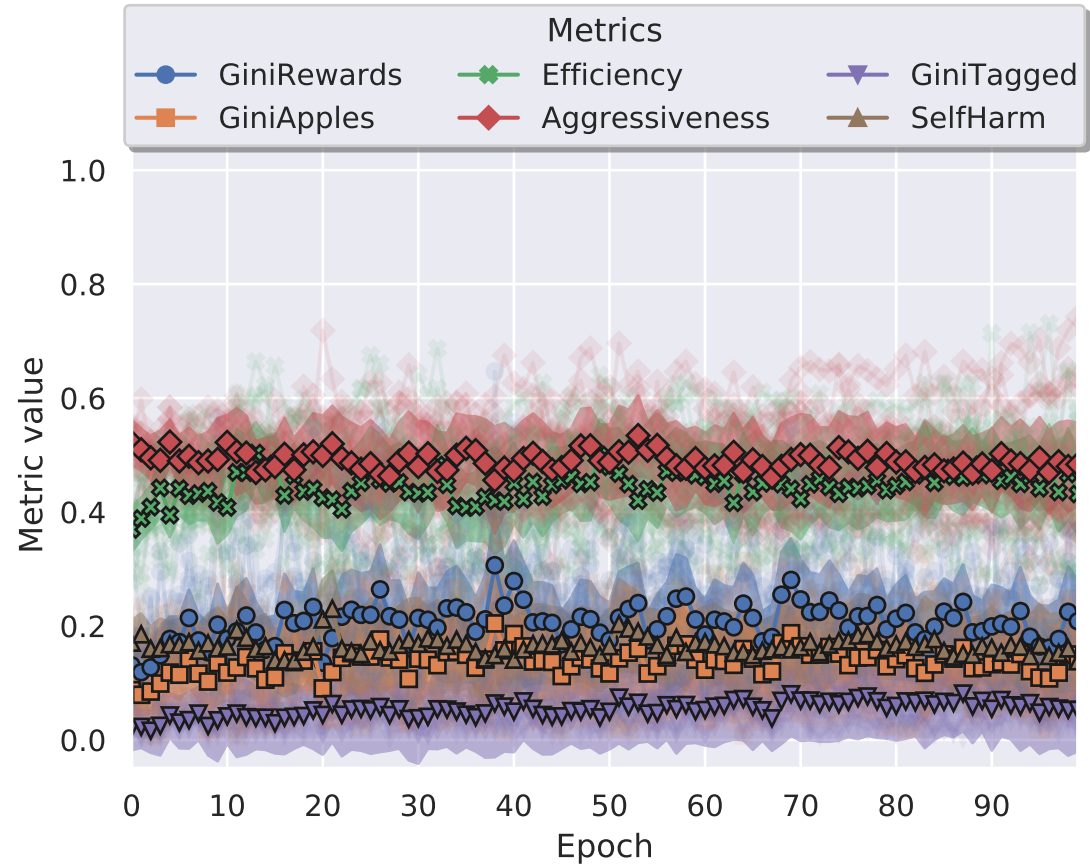 Metrics
GiniRewards Efficiency GiniTagged
GiniApples Aggressiveness SelfHarm
1.0
0.8
0.6
0.4
0.2
0.0
Metric value
0 10 20 30 40 50 60 70 80 90
Epoch